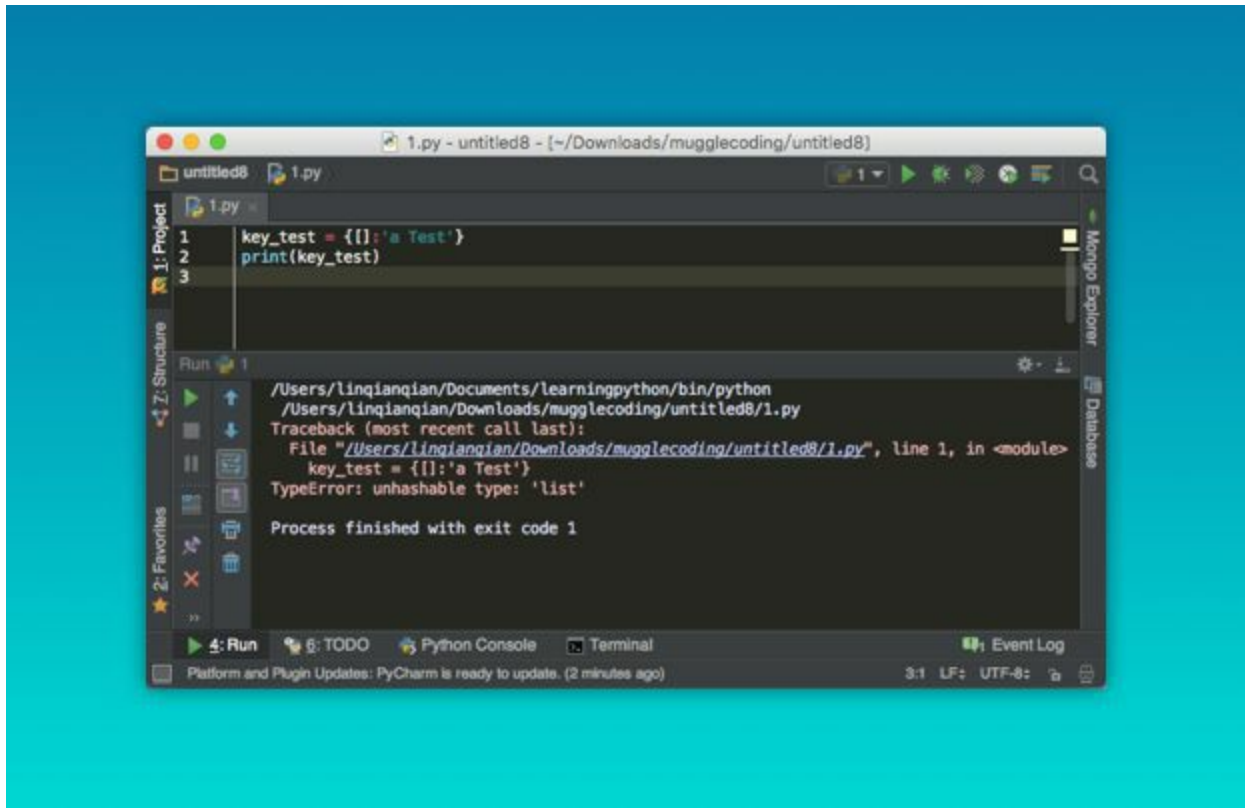 1.py - untitled8 - [~/Downloads/mugglecoding/untitled8]
untitled8 1.py
1
1.py
1: Project
Z: Structure
2: Favorites
1 key_test = {[]:'a Test'}
2 print(key_test)
3
Mongo Explorer
Database
Run 1
/Users/linqianqian/Documents/learningpython/bin/python
/Users/linqianqian/Downloads/mugglecoding/untitled8/1.py
Traceback (most recent call last):
File "/Users/linqianqian/Downloads/mugglecoding/untitled8/1.py", line 1, in <module>
key_test = {[]:'a Test'}
TypeError: unhashable type: 'list'
Process finished with exit code 1
4: Run 6: TODO Python Console Terminal 1 Event Log
Platform and Plugin Updates: PyCharm is ready to update. (2 minutes ago) 3:1 LF: UTF-8: